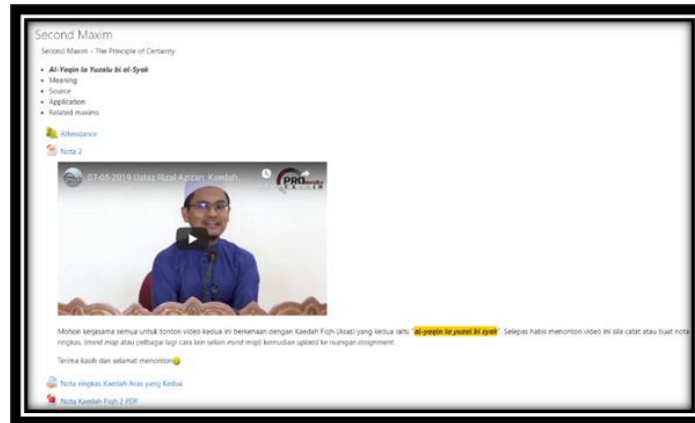 Second Maxim
Second Maxim - The Principle of Certainty
Al-Yaqin la Yuzalu bi al-Syak
Meaning
Source
Application
Related maxims
Attendance
Nota 2
07-05-2019 Ustaz Rizal Azizan: Kaedah...
PROmedia
Mohon kerjasama semua untuk tonton video kedua ini berkenaan dengan Kaedah Fiqh (Asas) yang kedua iaitu "al-yaqin la yuzal bi syak". Selepas habis menonton video ini sila catat atau buat nota
ringkas, (mind map atau pelbagai lagi cara lain selain mind map) kemudian upload ke ruangan assignment.
Terima kasih dan selamat menonton
Nota ringkas Kaedah Asas yang Kedua
Nota Kaedah Fiqh 2 PDF